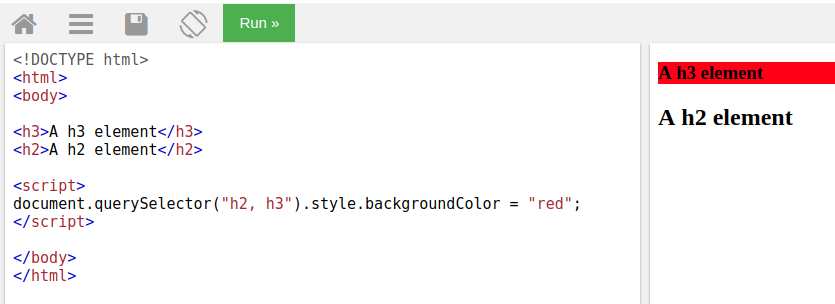 Run »
<!DOCTYPE html>
<html>
<body>
<h3>A h3 element</h3>
<h2>A h2 element</h2>
<script>
document.querySelector("h2, h3").style.backgroundColor = "red";
</script>
</body>
</html>
A h3 element
A h2 element